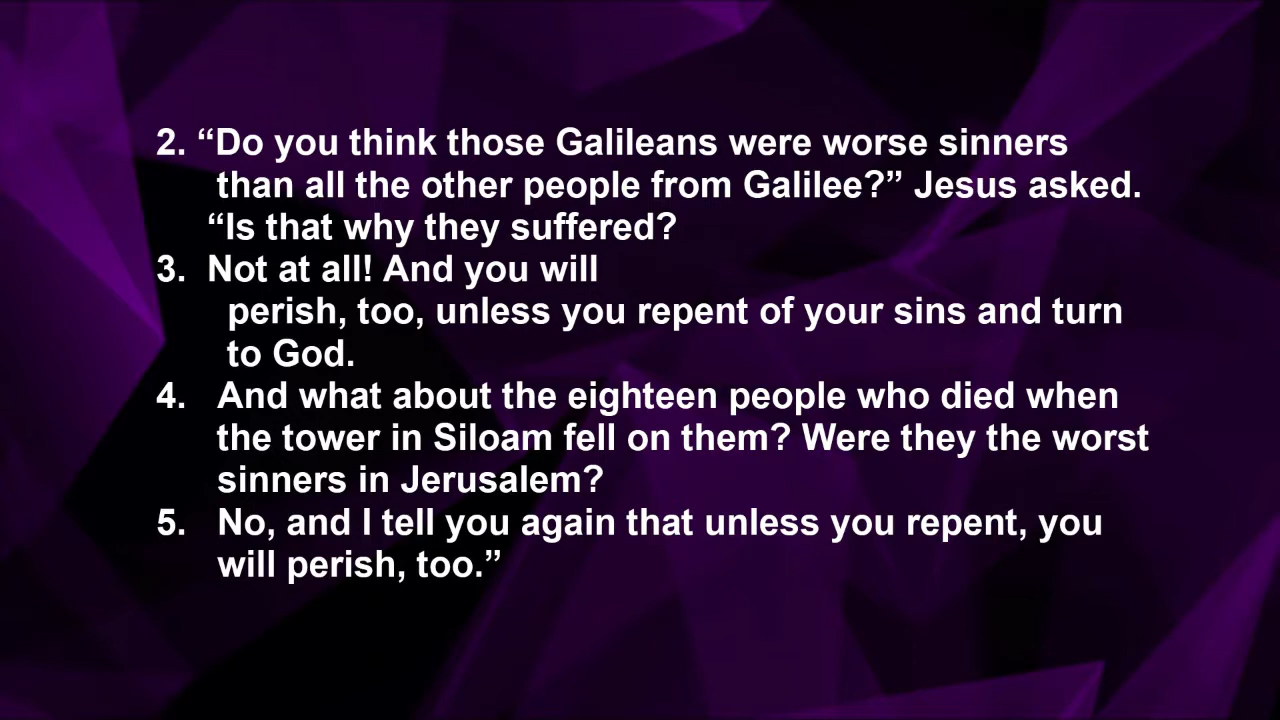 2. “Do you think those Galileans were worse sinners
than all the other people from Galilee?” Jesus asked.
“Is that why they suffered?
3. Not at all! And you will
perish, too, unless you repent of your sins and turn
to God.
4. And what about the eighteen people who died when
the tower in Siloam fell on them? Were they the worst
sinners in Jerusalem?
5. No, and I tell you again that unless you repent, you
will perish, too.”